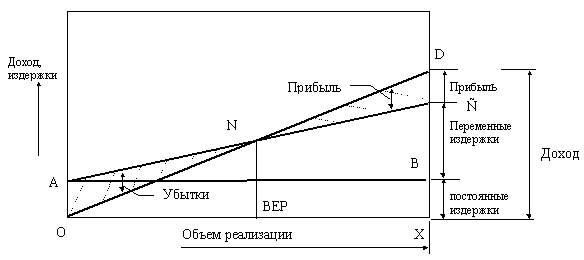 Доход,
издержки
D
Прибыль
Прибыль
Ñ
N
Переменные
издержки
Доход
A
B
Убытки
постоянные
издержки
BEP
O
Объем реализации
X